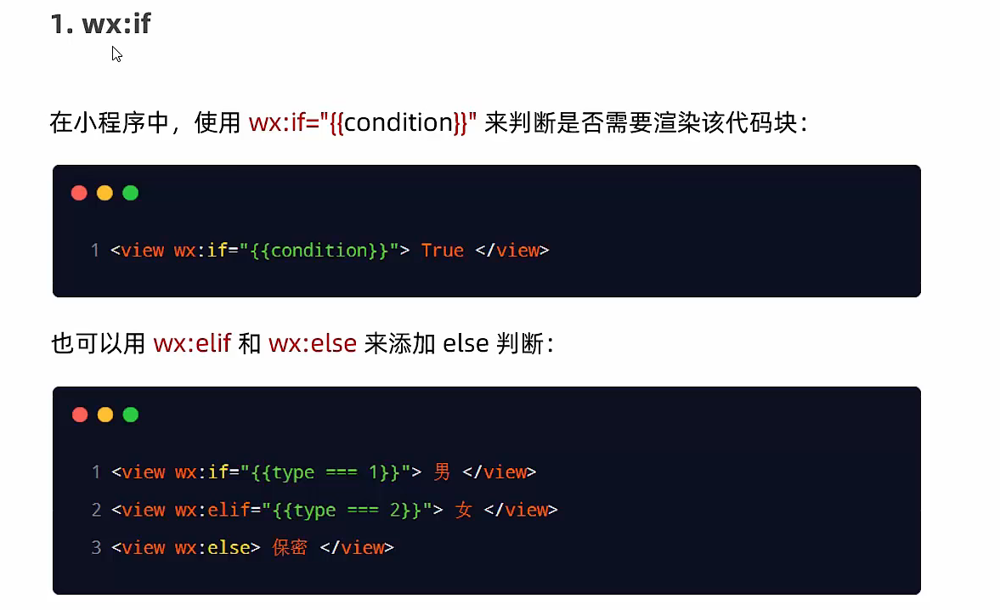 1. wx:if
在小程序中，使用 wx:if="{{condition}}" 来判断是否需要渲染该代码块：
1 <view wx:if="{{condition}}"> True </view>
也可以用 wx:elif 和 wx:else 来添加 else 判断：
1 <view wx:if="{{type === 1}}"> 男 </view>
2 <view wx:elif="{{type === 2}}"> 女 </view>
3 <view wx:else> 保密 </view>